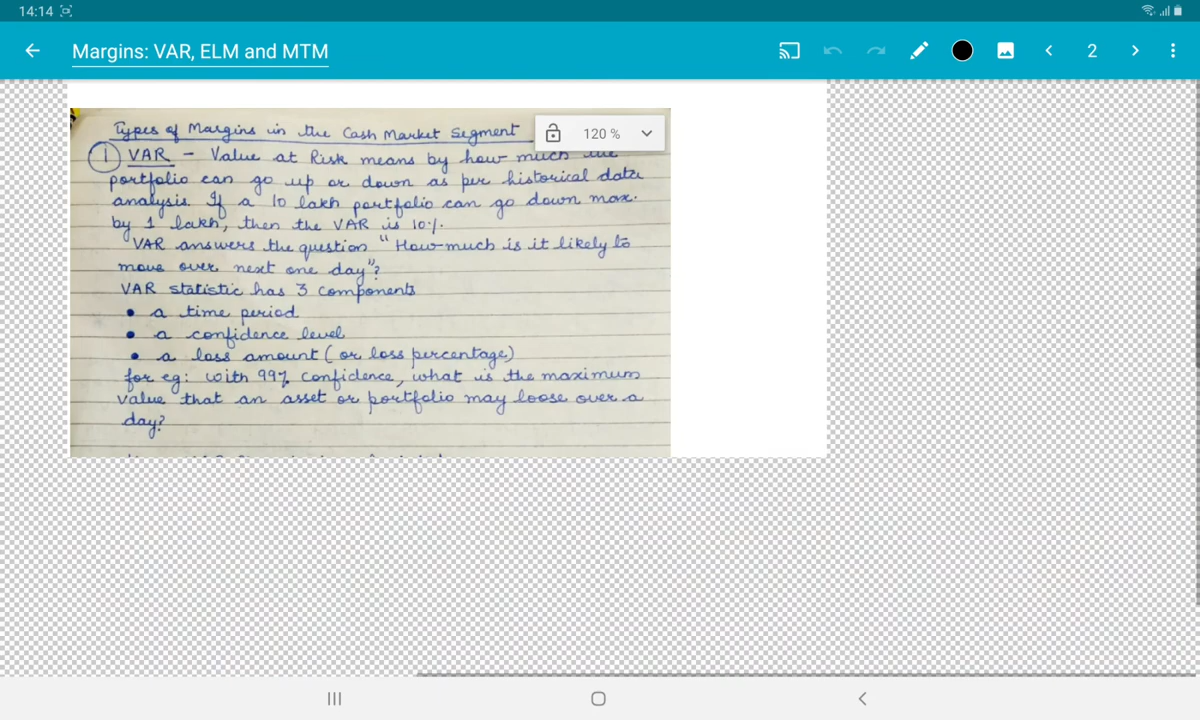 14:14
Margins: VAR, ELM and MTM
2
120 %
Types of Margins in the Cash Market Segment
1 VAR - Value at Risk means by how much the
portfolio can go up or down as per historical data
analysis. If a 10 lakh portfolio can go down max.
by 1 lakh, then the VAR is 10%.
VAR answers the question "How much is it likely to
move over next one day"?
VAR statistic has 3 components
• a time period
• a confidence level
• a loss amount (or loss percentage)
for eg: with 99% confidence, what is the maximum
value that an asset or portfolio may loose over a
day?